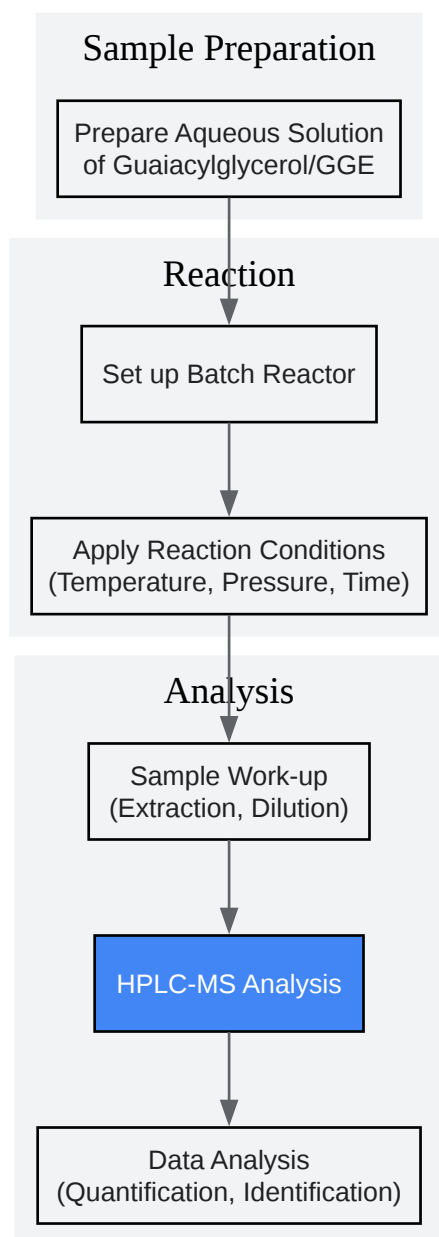 Sample Preparation
Prepare Aqueous Solution
of Guaiacylglycerol/GGE
Reaction
Set up Batch Reactor
Apply Reaction Conditions
(Temperature, Pressure, Time)
Analysis
Sample Work-up
(Extraction, Dilution)
HPLC-MS Analysis
Data Analysis
(Quantification, Identification)